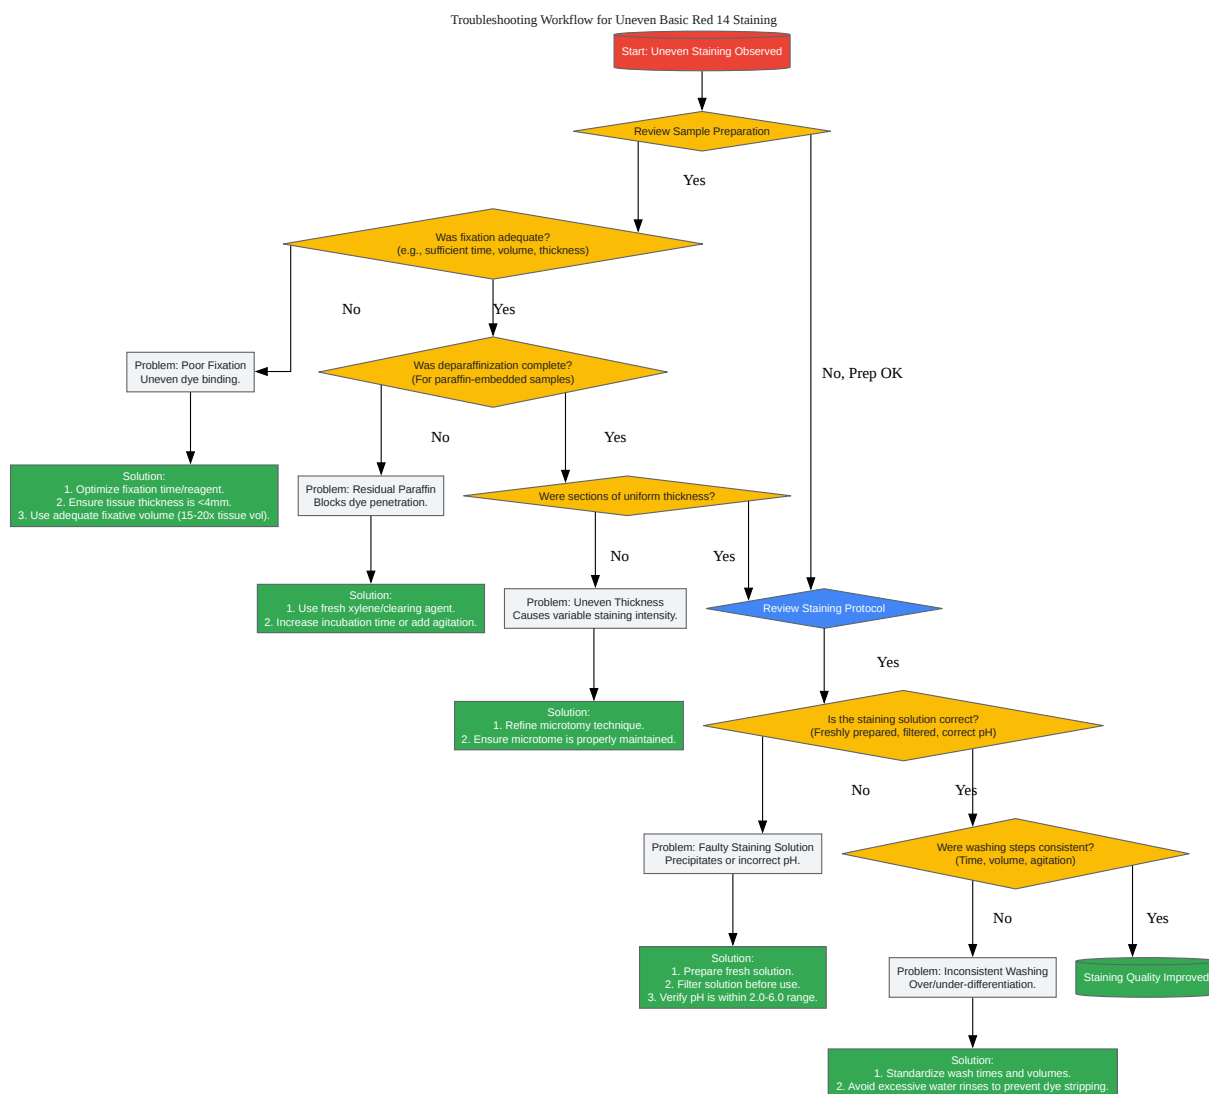 Troubleshooting Workflow for Uneven Basic Red 14 Staining
Start: Uneven Staining Observed
Review Sample Preparation
Yes
Was fixation adequate?
(e.g., sufficient time, volume, thickness)
No
Yes
Problem: Poor Fixation
Uneven dye binding.
Was deparaffinization complete?
(For paraffin-embedded samples)
No, Prep OK
No
Yes
Solution:
1. Optimize fixation time/reagent.
2. Ensure tissue thickness is <4mm.
3. Use adequate fixative volume (15-20x tissue vol).
Problem: Residual Paraffin
Blocks dye penetration.
Were sections of uniform thickness?
No
Yes
Solution:
1. Use fresh xylene/clearing agent.
2. Increase incubation time or add agitation.
Problem: Uneven Thickness
Causes variable staining intensity.
Review Staining Protocol
Yes
Solution:
1. Refine microtomy technique.
2. Ensure microtome is properly maintained.
Is the staining solution correct?
(Freshly prepared, filtered, correct pH)
No
Yes
Problem: Faulty Staining Solution
Precipitates or incorrect pH.
Were washing steps consistent?
(Time, volume, agitation)
No
Yes
Solution:
1. Prepare fresh solution.
2. Filter solution before use.
3. Verify pH is within 2.0-6.0 range.
Problem: Inconsistent Washing
Over/under-differentiation.
Staining Quality Improved
Solution:
1. Standardize wash times and volumes.
2. Avoid excessive water rinses to prevent dye stripping.